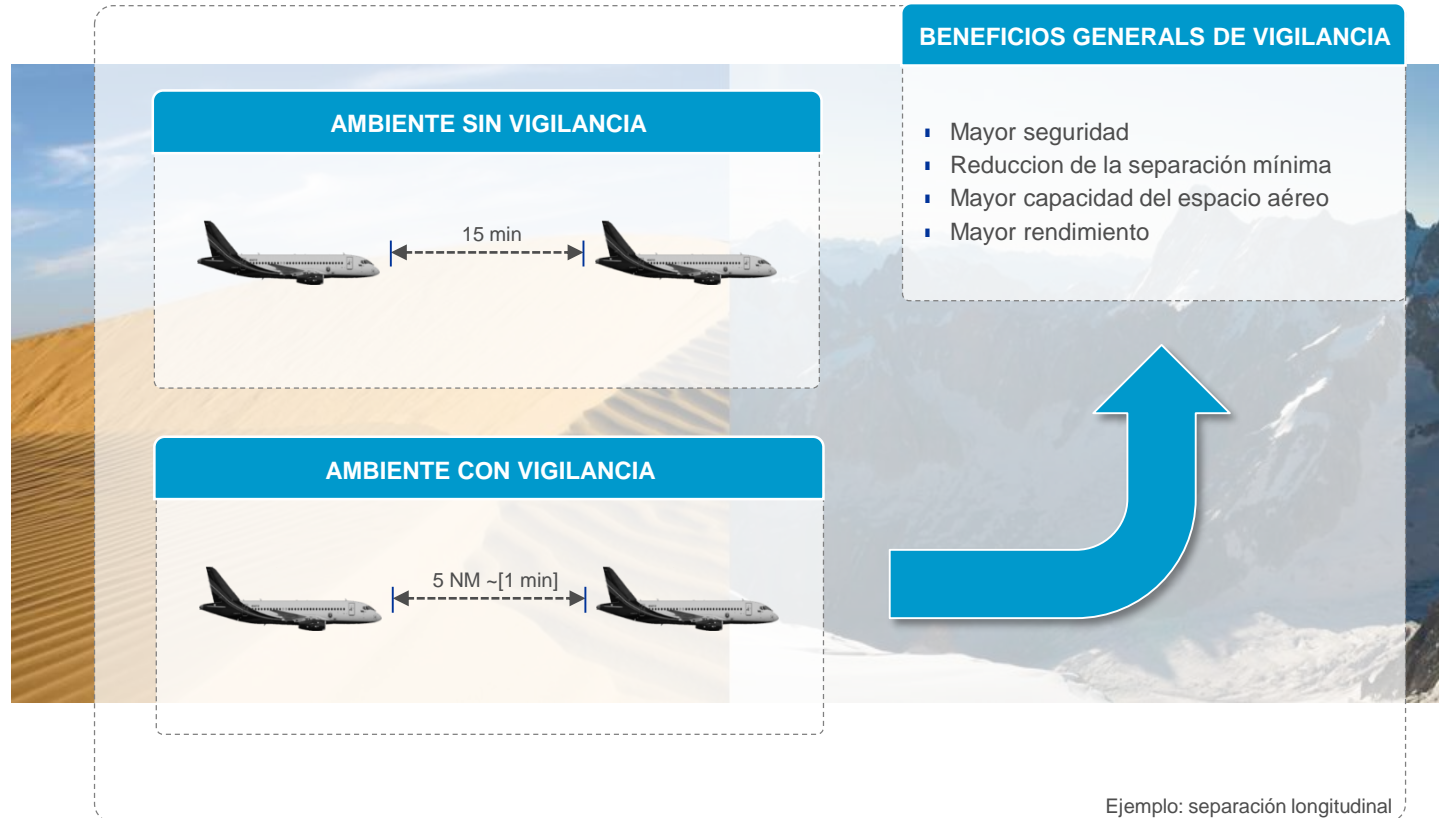 BENEFICIOS GENERALS DE VIGILANCIA
AMBIENTE SIN VIGILANCIA
Mayor seguridad
Reduccion de la separación mínima
Mayor capacidad del espacio aéreo
Mayor rendimiento
15 min
AMBIENTE CON VIGILANCIA
5 NM ~[1 min]
Ejemplo: separación longitudinal